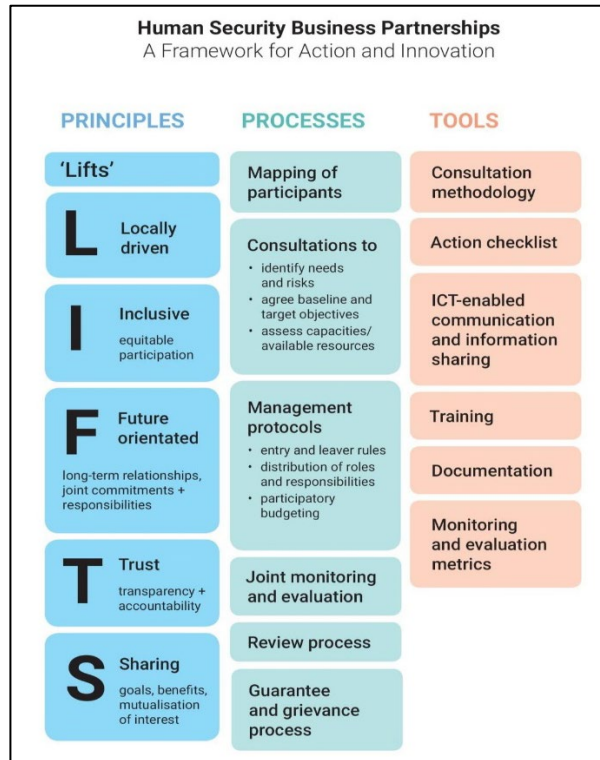 Human Security Business Partnerships
A Framework for Action and Innovation
PRINCIPLES
'Lifts'
L
Locally
driven
I
Inclusive
equitable
participation
F
Future
orientated
long-term relationships,
joint commitments +
responsibilities
T
Trust
transparency +
accountability
S
Sharing
goals, benefits,
mutualisation
of interest
PROCESSES
Mapping of
participants
Consultations to
• identify needs
and risks
• agree baseline and
target objectives
• assess capacities/
available resources
Management
protocols
• entry and leaver rules
• distribution of roles
and responsibilities
• participatory
budgeting
Joint monitoring
and evaluation
Review process
Guarantee
and grievance
process
TOOLS
Consultation
methodology
Action checklist
ICT-enabled
communication
and information
sharing
Training
Documentation
Monitoring
and evaluation
metrics